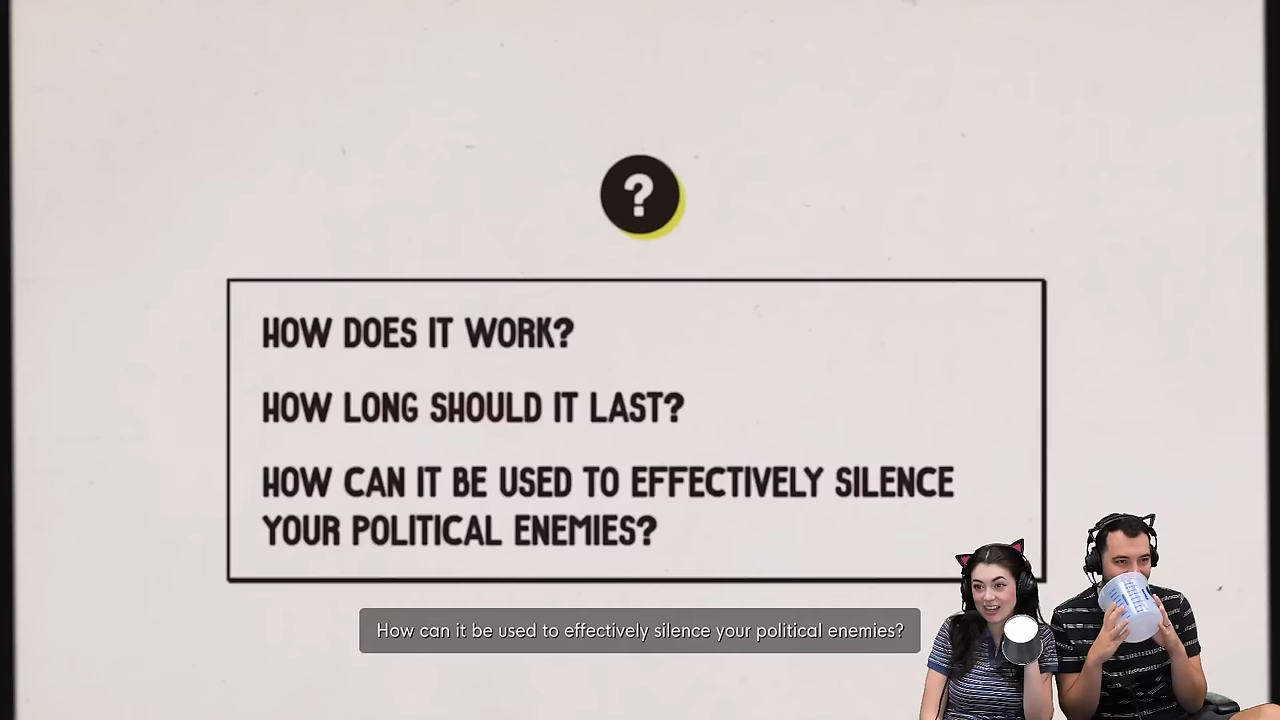 ?
HOW DOES IT WORK?
HOW LONG SHOULD IT LAST?
HOW CAN IT BE USED TO EFFECTIVELY SILENCE
YOUR POLITICAL ENEMIES?
How can it be used to effectively silence your political enemies?